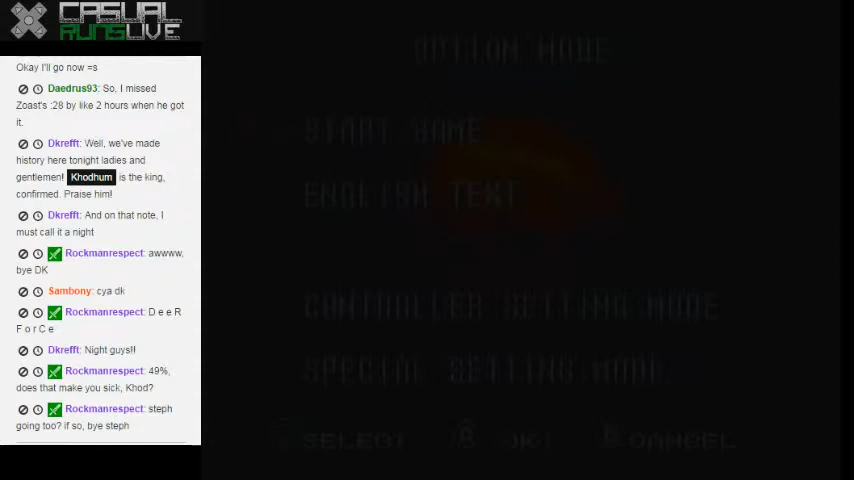 CASUAL
RUNSLIVE
Okay I'll go now =s
Daedrus93: So, I missed
Zoast's :28 by like 2 hours when he got
it.
Dkrefft: Well, we've made
history here tonight ladies and
gentlemen! Khodhum is the king,
confirmed. Praise him!
Dkrefft: And on that note, I
must call it a night
Rockmanrespect: awwww,
bye DK
Sambony: cya dk
Rockmanrespect: D e e R
F o r C e
Dkrefft: Night guys!!
Rockmanrespect: 49%,
does that make you sick, Khod?
Rockmanrespect: steph
going too? if so, bye steph
OPTION MODE
START GAME
ENGLISH TEXT
CONTROLLER SETTING MODE
SPECIAL SETTING MODE
SELECT A OK! B CANCEL